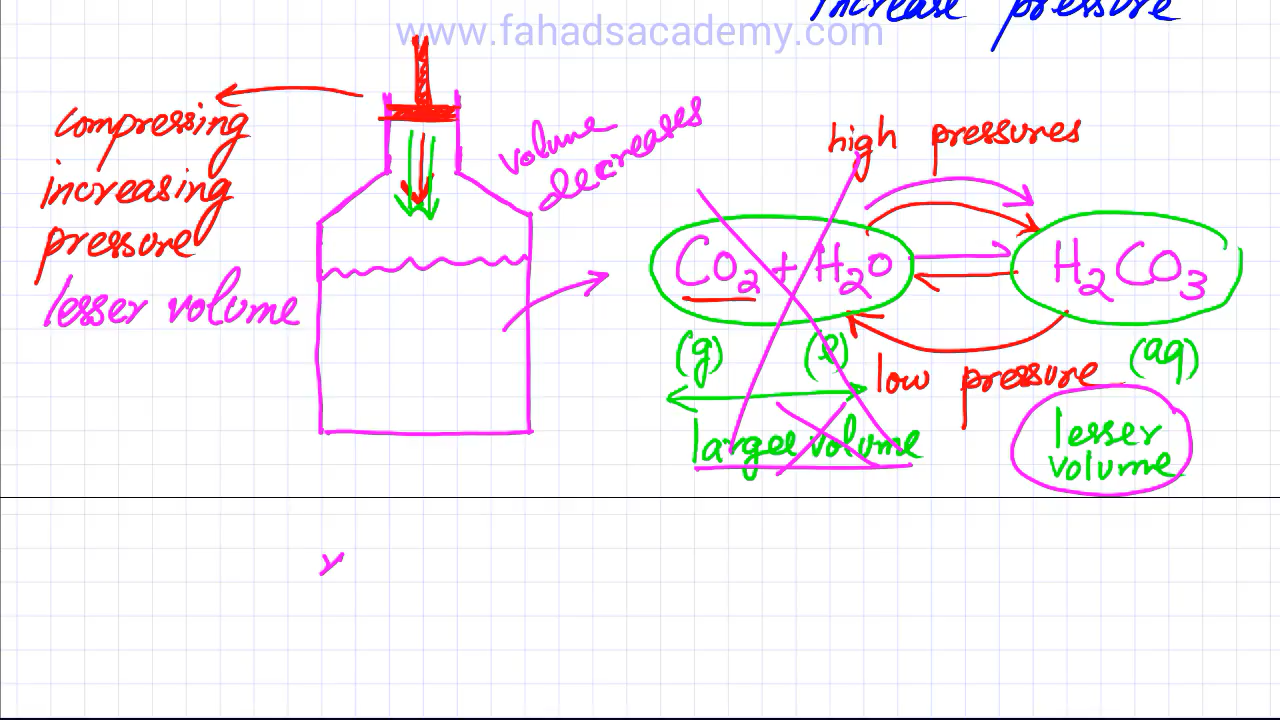 Increase pressure
www.fahadsacademy.com
compressing
increasing
pressure
lesser volume
volume
decreases
high pressures
CO2 + H2O
H2CO3
(g)
(l)
(aq)
low pressure
larger volume
lesser
volume